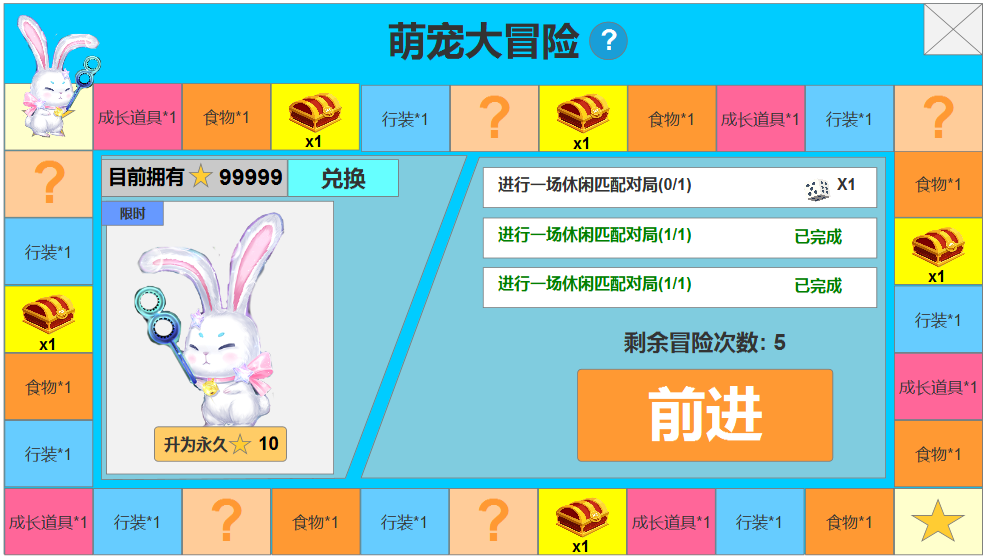 萌宠大冒险 ?
成长道具*1 食物*1 x1 行装*1 ? x1 食物*1 成长道具*1 行装*1 ?
? 目前拥有 99999 兑换 进行一场休闲匹配对局(0/1) X1 食物*1
限时
行装*1 进行一场休闲匹配对局(1/1) 已完成 x1
x1 进行一场休闲匹配对局(1/1) 已完成 行装*1
剩余冒险次数: 5
食物*1 前进 成长道具*1
行装*1 升为永久 10 食物*1
成长道具*1 行装*1 ? 食物*1 行装*1 ? x1 成长道具*1 行装*1 食物*1